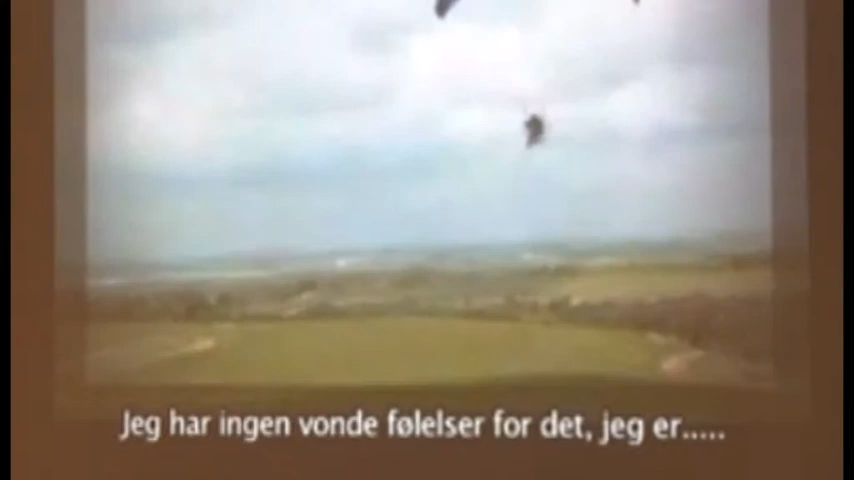 Jeg har ingen vonde følelser for det, jeg er.....